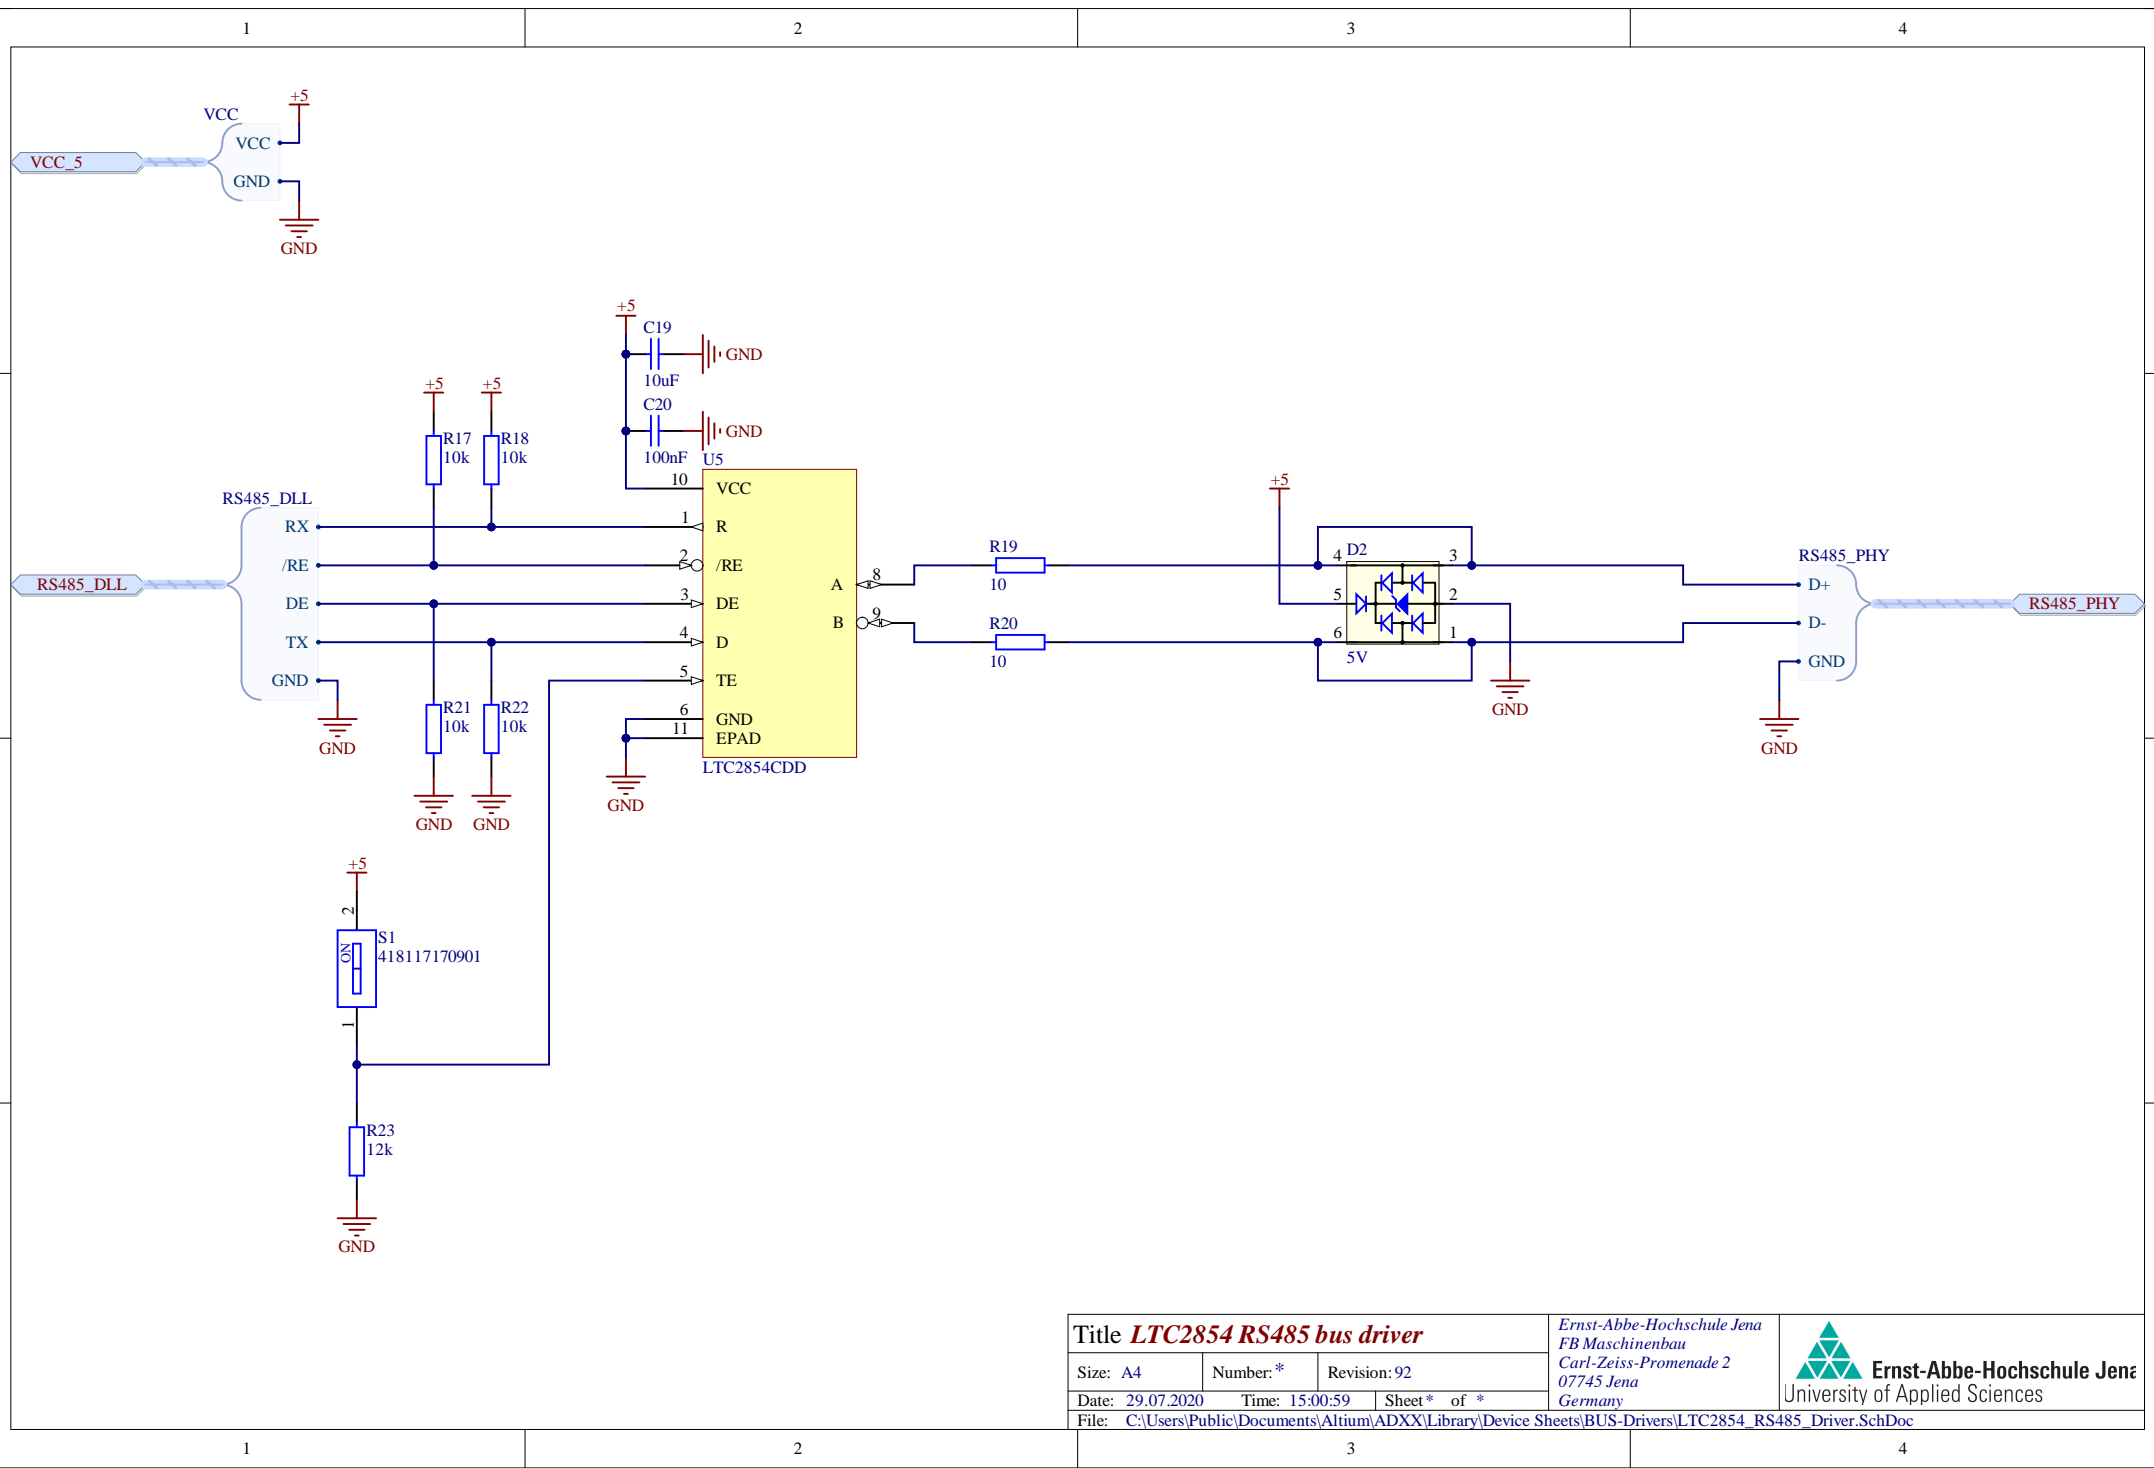 1 2 3 4
+5
VCC
VCC
VCC_5
GND
GND
+5
C19
GND
10uF
+5 +5
C20
GND
R17 R18
10k 10k
100nF U5
10 VCC
+5
RS485_DLL
RX 1 R
/RE 2 /RE
RS485_DLL
DE 3 DE
TX 4 D
GND 5 TE
GND
6 GND
11 EPAD
LTC2854CDD
GND
A 8
B 9
R19
10
R20
10
4 D2 3
5 2
6 1
5V
GND
RS485_PHY
D+
D-
GND
RS485_PHY
GND
R21 R22
10k 10k
GND GND
+5
2
S1
ON
418117170901
1
R23
12k
GND
Title LTC2854 RS485 bus driver
Size: A4 Number: * Revision: 92
Date: 29.07.2020 Time: 15:00:59 Sheet * of *
File: C:\Users\Public\Documents\Altium\ADXX\Library\Device Sheets\BUS-Drivers\LTC2854_RS485_Driver.SchDoc
Ernst-Abbe-Hochschule Jena
FB Maschinenbau
Carl-Zeiss-Promenade 2
07745 Jena
Germany
Ernst-Abbe-Hochschule Jena
University of Applied Sciences
1 2 3 4